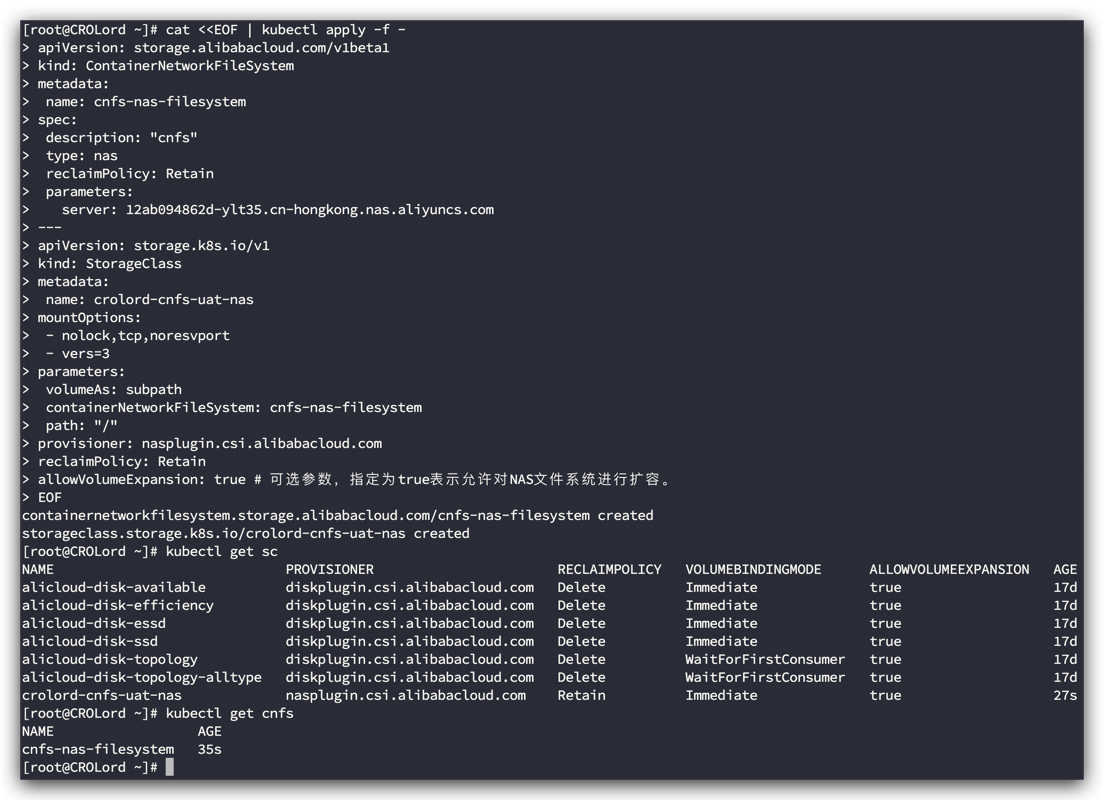 [root@CROLord ~]# cat <<EOF | kubectl apply -f -
> apiVersion: storage.alibabacloud.com/v1beta1
> kind: ContainerNetworkFileSystem
> metadata:
>  name: cnfs-nas-filesystem
> spec:
>  description: "cnfs"
>  type: nas
>  reclaimPolicy: Retain
>  parameters:
>    server: 12ab094862d-ylt35.cn-hongkong.nas.aliyuncs.com
> ---
> apiVersion: storage.k8s.io/v1
> kind: StorageClass
> metadata:
>  name: crolord-cnfs-uat-nas
> mountOptions:
>  - nolock,tcp,noresvport
>  - vers=3
> parameters:
>  volumeAs: subpath
>  containerNetworkFileSystem: cnfs-nas-filesystem
>  path: "/"
> provisioner: nasplugin.csi.alibabacloud.com
> reclaimPolicy: Retain
> allowVolumeExpansion: true # 可选参数，指定为true表示允许对NAS文件系统进行扩容。
> EOF
containernetworkfilesystem.storage.alibabacloud.com/cnfs-nas-filesystem created
storageclass.storage.k8s.io/crolord-cnfs-uat-nas created
[root@CROLord ~]# kubectl get sc
NAME                             PROVISIONER                       RECLAIMPOLICY   VOLUMEBINDINGMODE      ALLOWVOLUMEEXPANSION   AGE
alicloud-disk-available          diskplugin.csi.alibabacloud.com   Delete          Immediate              true                   17d
alicloud-disk-efficiency         diskplugin.csi.alibabacloud.com   Delete          Immediate              true                   17d
alicloud-disk-essd               diskplugin.csi.alibabacloud.com   Delete          Immediate              true                   17d
alicloud-disk-ssd                diskplugin.csi.alibabacloud.com   Delete          Immediate              true                   17d
alicloud-disk-topology           diskplugin.csi.alibabacloud.com   Delete          WaitForFirstConsumer   true                   17d
alicloud-disk-topology-alltype   diskplugin.csi.alibabacloud.com   Delete          WaitForFirstConsumer   true                   17d
crolord-cnfs-uat-nas             nasplugin.csi.alibabacloud.com    Retain          Immediate              true                   27s
[root@CROLord ~]# kubectl get cnfs
NAME                  AGE
cnfs-nas-filesystem   35s
[root@CROLord ~]#